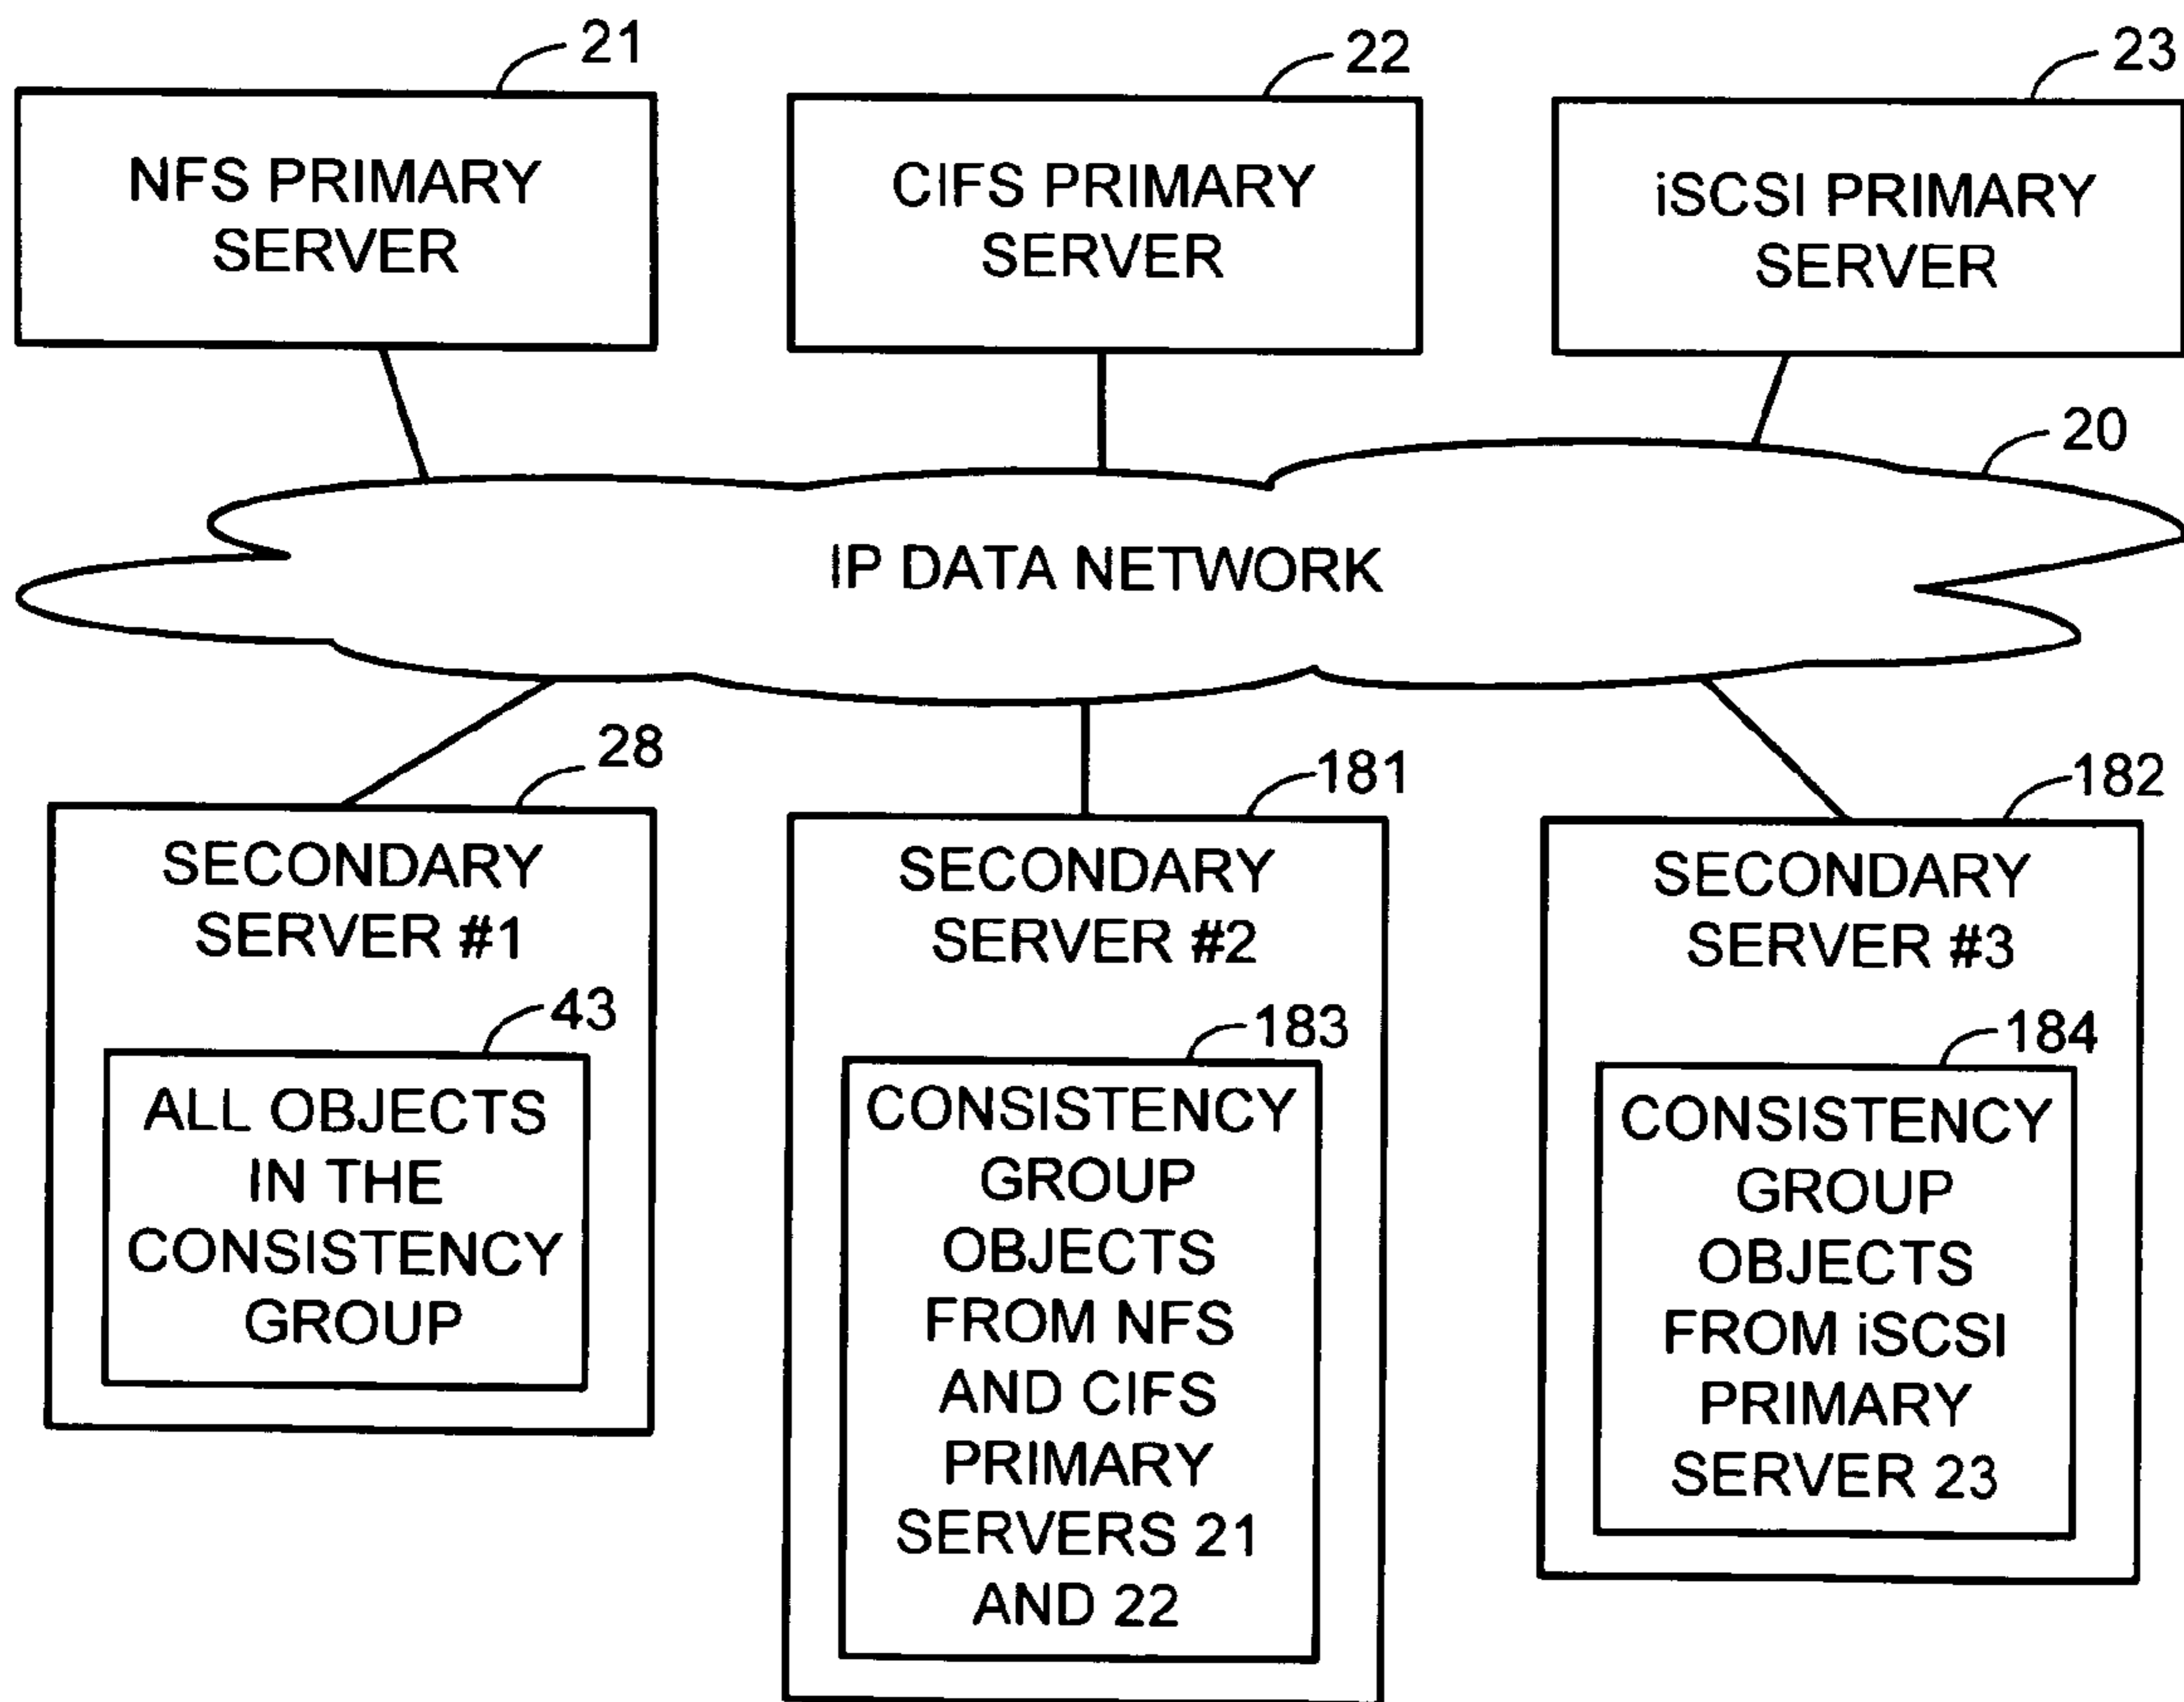 21
22
23
NFS PRIMARY
SERVER
CIFS PRIMARY
SERVER
iSCSI PRIMARY
SERVER
20
IP DATA NETWORK
28
181
182
SECONDARY
SERVER #1
43
ALL OBJECTS
IN THE
CONSISTENCY
GROUP
SECONDARY
SERVER #2
183
CONSISTENCY
GROUP
OBJECTS
FROM NFS
AND CIFS
PRIMARY
SERVERS 21
AND 22
SECONDARY
SERVER #3
184
CONSISTENCY
GROUP
OBJECTS
FROM iSCSI
PRIMARY
SERVER 23